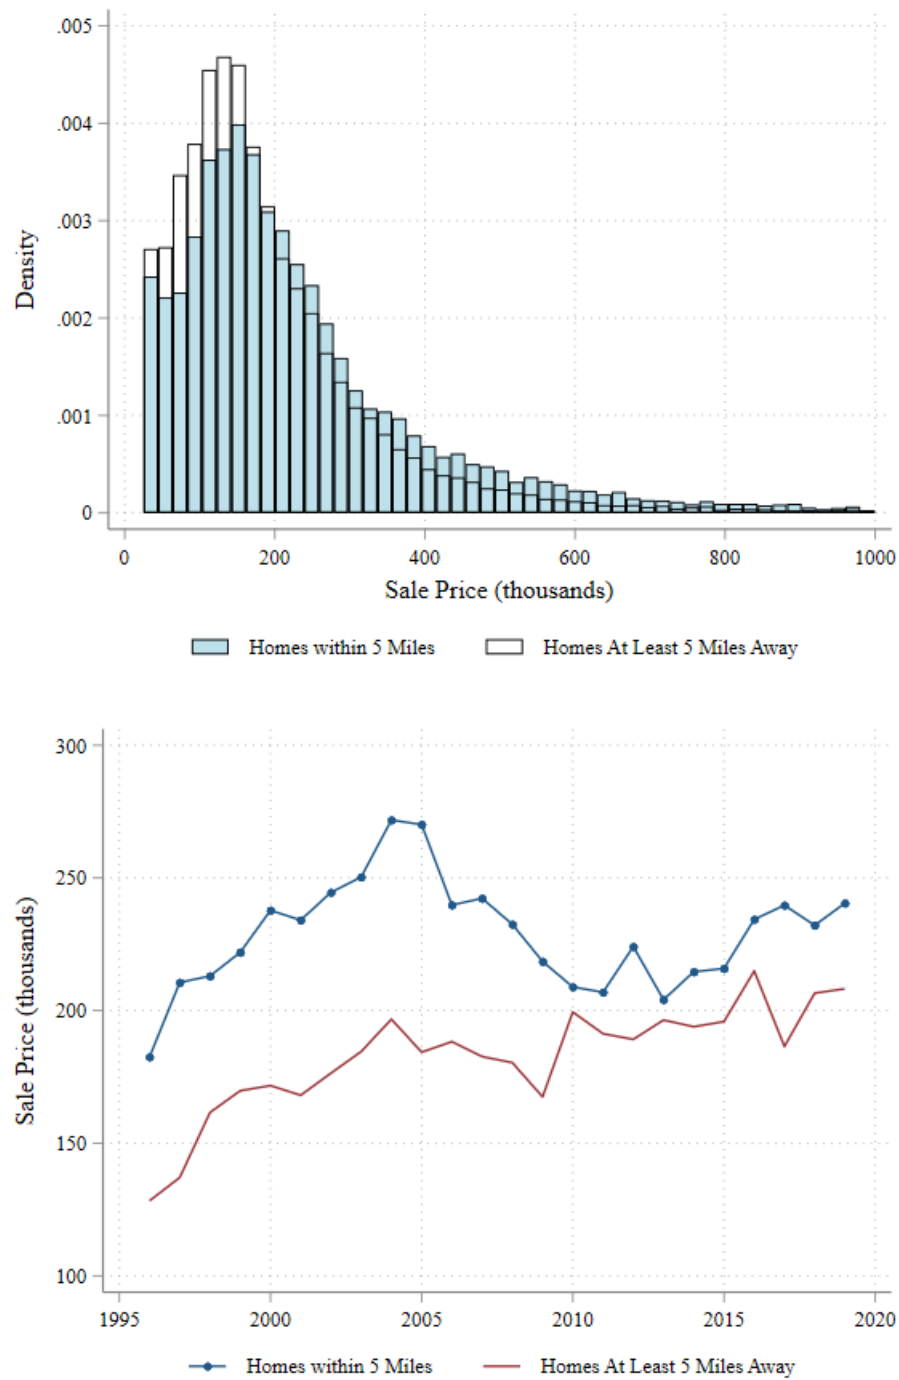 .005
.004
.003
.002
.001
0
Density
0 200 400 600 800 1000
Sale Price (thousands)
Homes within 5 Miles Homes At Least 5 Miles Away
300
250
200
150
100
Sale Price (thousands)
1995 2000 2005 2010 2015 2020
Homes within 5 Miles Homes At Least 5 Miles Away